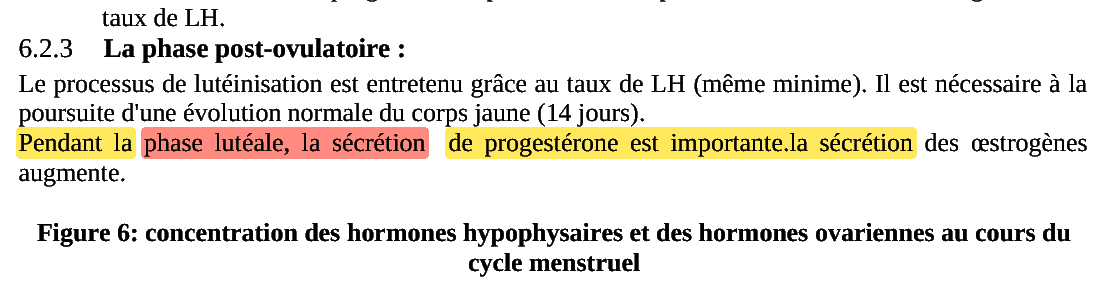 taux de LH.
6.2.3 La phase post-ovulatoire :
Le processus de lutéinisation est entretenu grâce au taux de LH (même minime). Il est nécessaire à la
poursuite d'une évolution normale du corps jaune (14 jours).
Pendant la phase lutéale, la sécrétion de progestérone est importante.la sécrétion des œstrogènes
augmente.
Figure 6: concentration des hormones hypophysaires et des hormones ovariennes au cours du
cycle menstruel